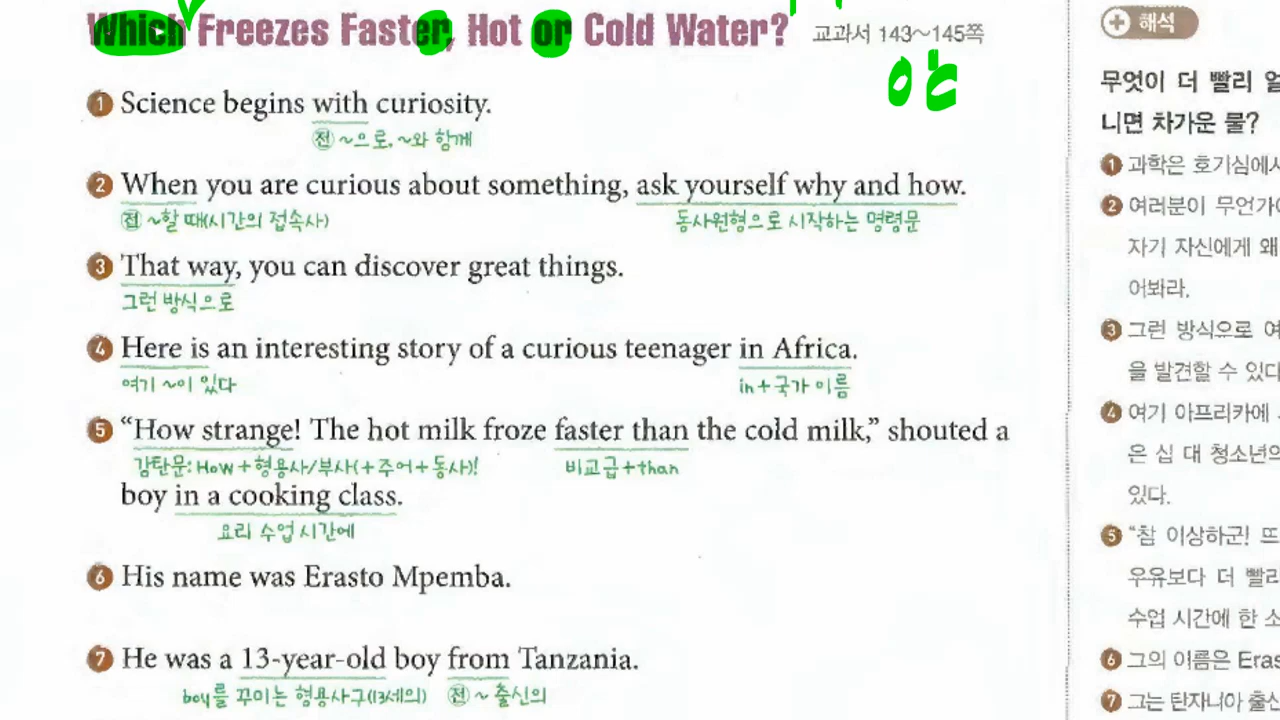 Which Freezes Faster, Hot or Cold Water? 교과서 143~145쪽
❶ Science begins with curiosity.
전 ~으로, ~와 함께
❷ When you are curious about something, ask yourself why and how.
접 ~할 때(시간의 접속사) 동사원형으로 시작하는 명령문
❸ That way, you can discover great things.
그런 방식으로
❹ Here is an interesting story of a curious teenager in Africa.
여기 ~이 있다 in+국가 이름
❺ “How strange! The hot milk froze faster than the cold milk,” shouted a
감탄문: How+형용사/부사(+주어+동사)! 비교급+than
boy in a cooking class.
요리 수업 시간에
❻ His name was Erasto Mpemba.
❼ He was a 13-year-old boy from Tanzania.
boy를 꾸미는 형용사구(13세의) 전 ~ 출신의
해석
무엇이 더 빨리
니면 차가운 물?
❶ 과학은 호기심에서
❷ 여러분이 무언가에
자기 자신에게 왜
어봐라.
❸ 그런 방식으로 여
을 발견할 수 있다
❹ 여기 아프리카에
은 십 대 청소년의
있다.
❺ “참 이상하군! 뜨
우유보다 더 빨리
수업 시간에 한 소
❻ 그의 이름은 Eras
❼ 그는 탄자니아 출신